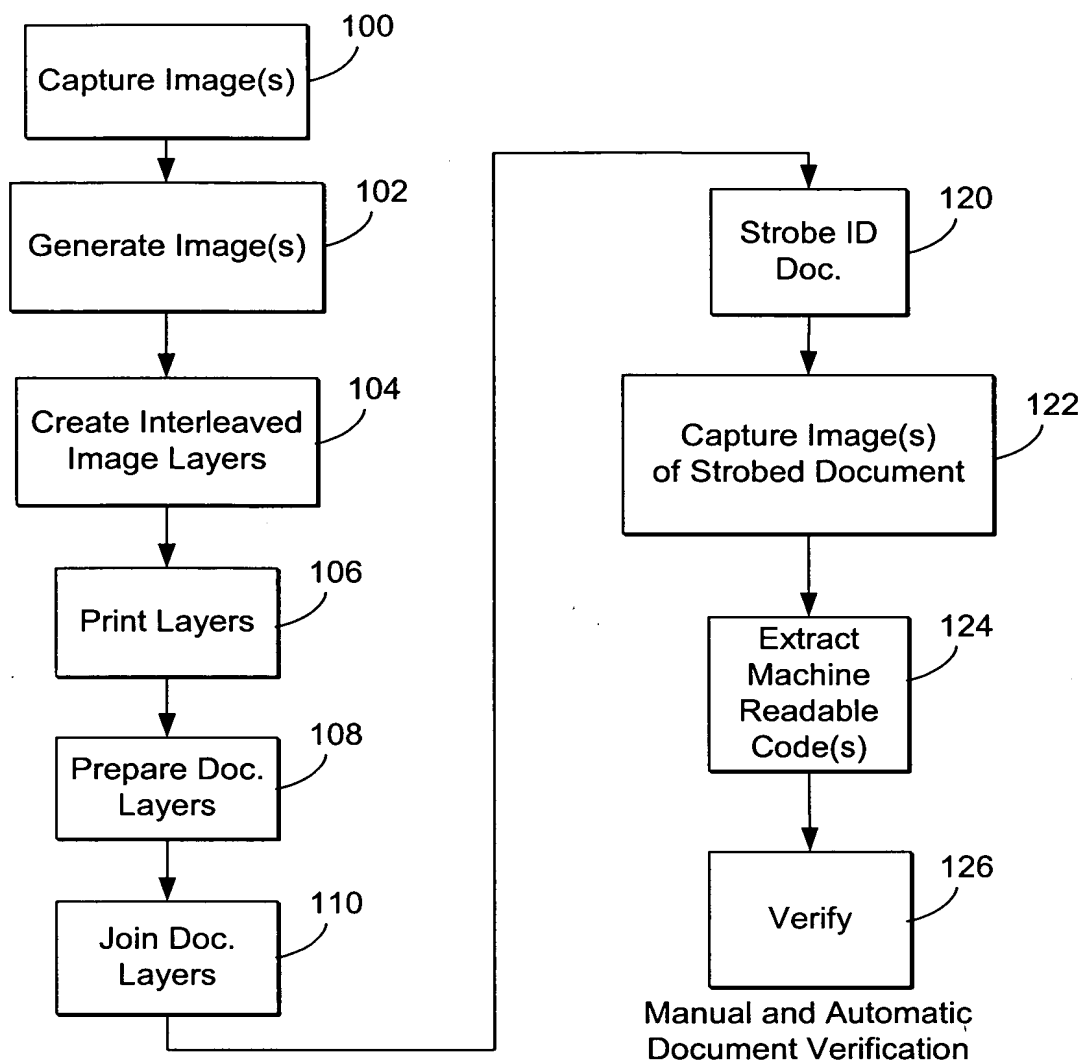 100
Capture Image(s)
102
Generate Image(s)
104
Create Interleaved
Image Layers
106
Print Layers
108
Prepare Doc.
Layers
110
Join Doc.
Layers
120
Strobe ID
Doc.
122
Capture Image(s)
of Strobed Document
124
Extract
Machine
Readable
Code(s)
126
Verify
Manual and Automatic
Document Verification